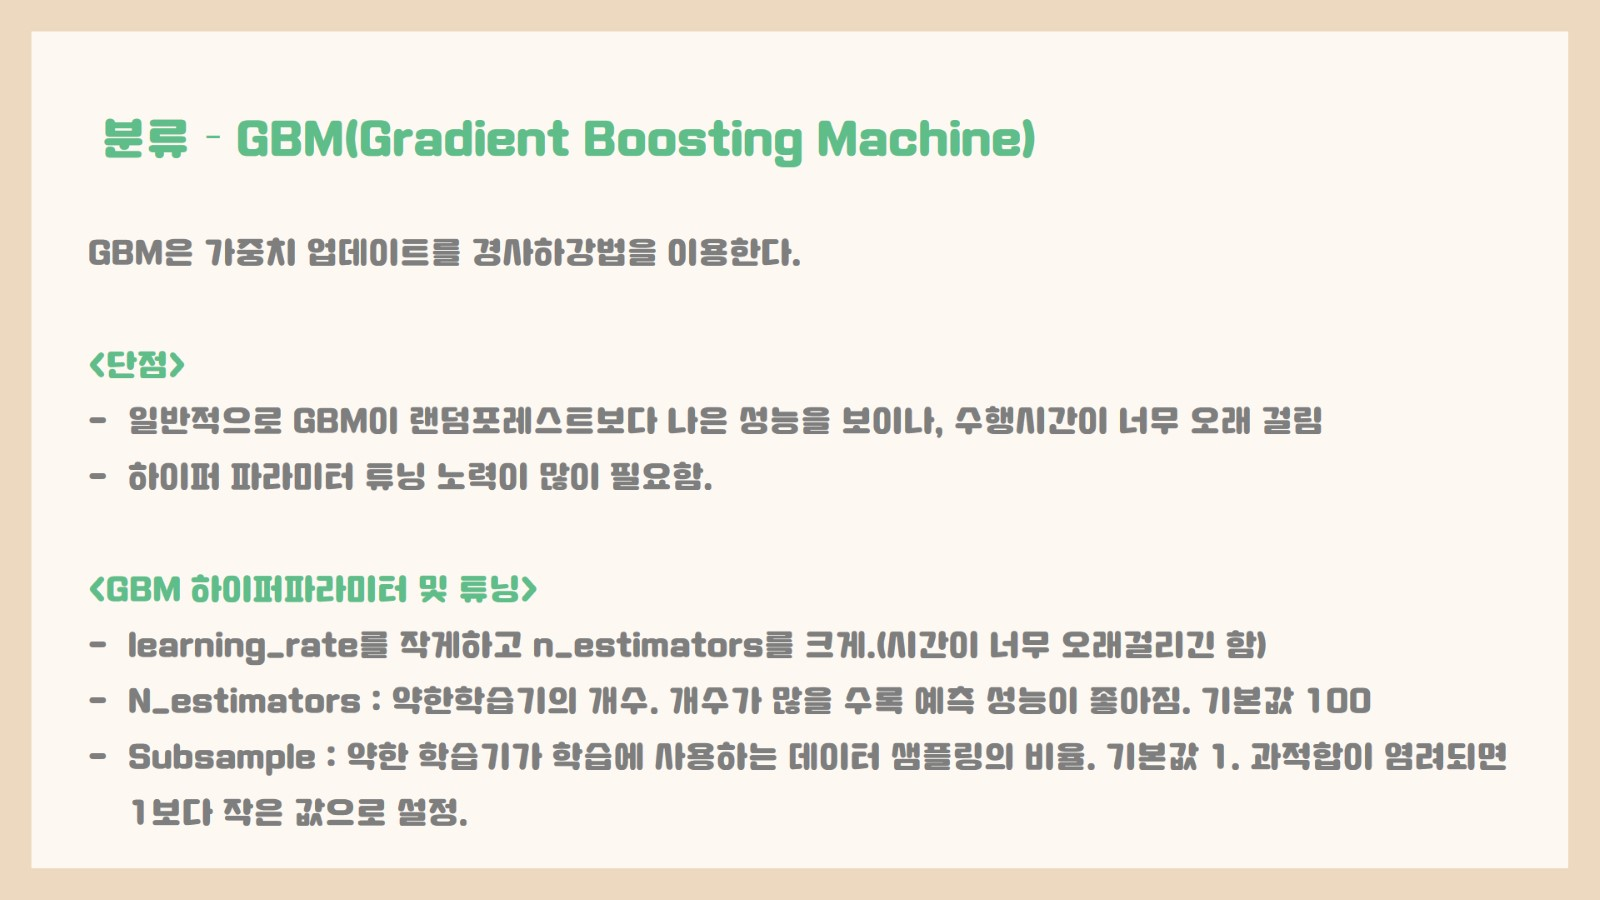 분류 - GBM(Gradient Boosting Machine)
GBM은 가중치 업데이트를 경사하강법을 이용한다.
<단점>
- 일반적으로 GBM이 랜덤포레스트보다 나은 성능을 보이나, 수행시간이 너무 오래 걸림
- 하이퍼 파라미터 튜닝 노력이 많이 필요함.
<GBM 하이퍼파라미터 및 튜닝>
- learning_rate를 작게하고 n_estimators를 크게.(시간이 너무 오래걸리긴 함)
- N_estimators : 약한학습기의 개수. 개수가 많을 수록 예측 성능이 좋아짐. 기본값 100
- Subsample : 약한 학습기가 학습에 사용하는 데이터 샘플링의 비율. 기본값 1. 과적합이 염려되면
1보다 작은 값으로 설정.